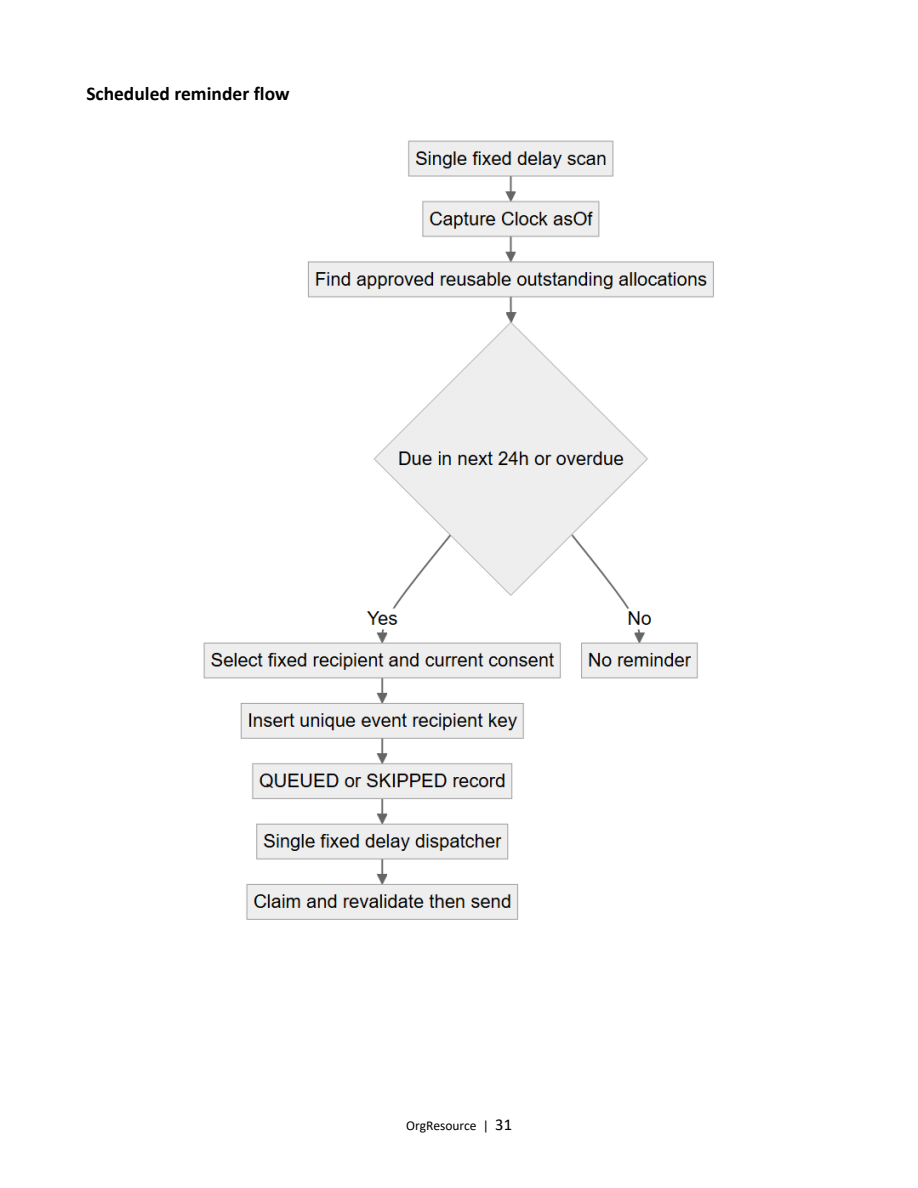 Scheduled reminder flow
Single fixed delay scan
Capture Clock asOf
Find approved reusable outstanding allocations
Due in next 24h or overdue
Yes
No
Select fixed recipient and current consent
No reminder
Insert unique event recipient key
QUEUED or SKIPPED record
Single fixed delay dispatcher
Claim and revalidate then send
OrgResource | 31